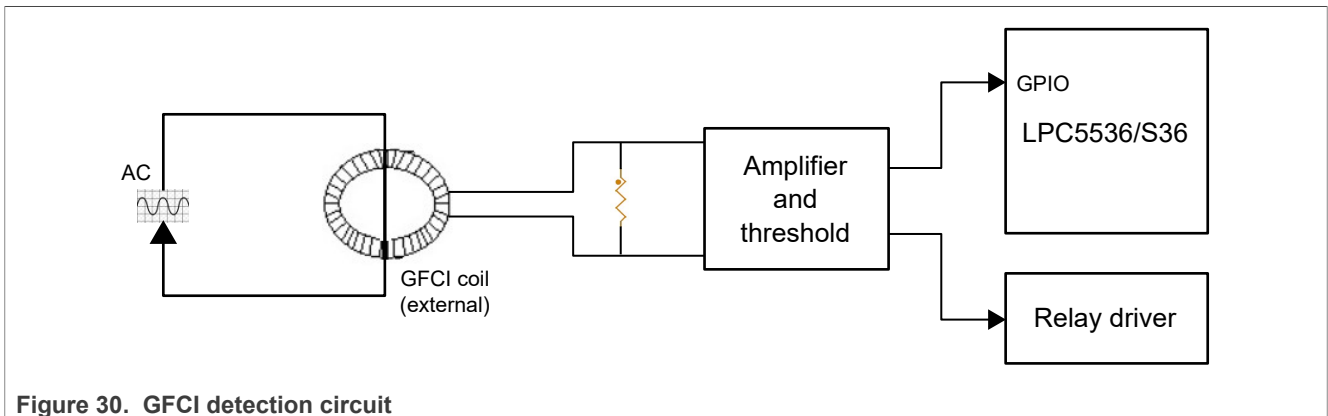 AC
GFCI coil
(external)
Amplifier
and
threshold
GPIO
LPC5536/S36
Relay driver
Figure 30. GFCI detection circuit